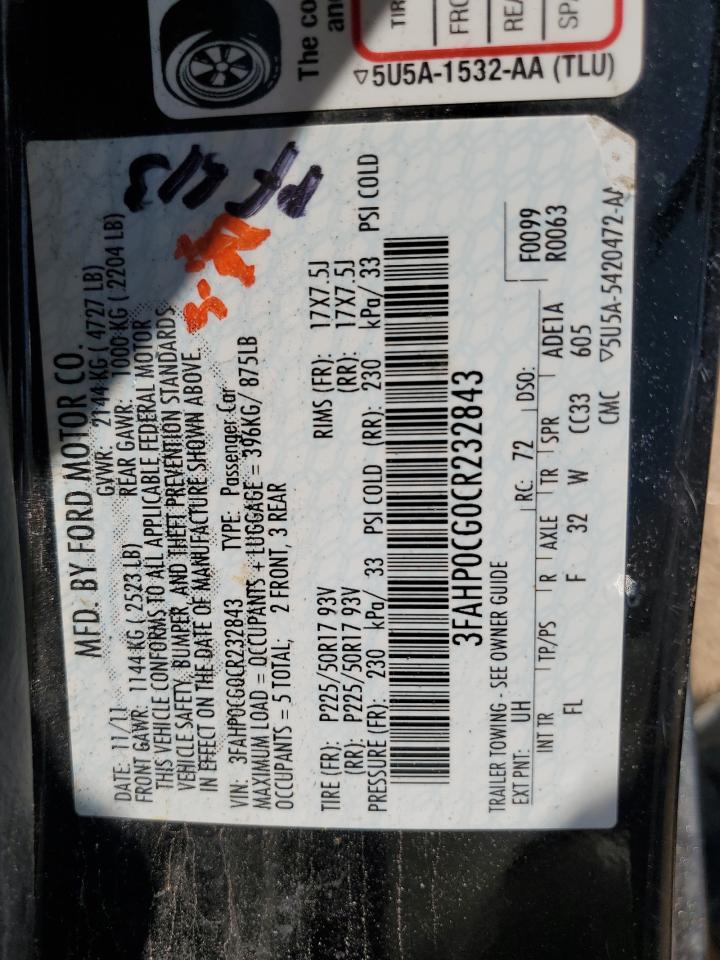 The co
an
TIR
FRO
REA
SPA
▽5U5A-1532-AA (TLU)
MFD. BY FORD MOTOR CO.
DATE: 11/11 GVWR: 2144 KG ( 4727 LB)
FRONT GAWR: 1144 KG ( 2523 LB) REAR GAWR: 1000 KG ( 2204 LB)
THIS VEHICLE CONFORMS TO ALL APPLICABLE FEDERAL MOTOR
VEHICLE SAFETY, BUMPER, AND THEFT PREVENTION STANDARDS
IN EFFECT ON THE DATE OF MANUFACTURE SHOWN ABOVE.
VIN: 3FAHP0CG0CR232843 TYPE: Passenger Car
MAXIMUM LOAD = OCCUPANTS + LUGGAGE = 396KG/ 875LB
OCCUPANTS = 5 TOTAL; 2 FRONT, 3 REAR
TIRE (FR): P225/50R17 93V RIMS (FR): 17X7.5J
(RR): P225/50R17 93V (RR): 17X7.5J
PRESSURE (FR): 230 kPa/ 33 PSI COLD (RR): 230 kPa/ 33 PSI COLD
3FAHP0CG0CR232843
TRAILER TOWING - SEE OWNER GUIDE F0099
EXT PNT: UH RC: 72 DSO: R0063
INT TR TP/PS R AXLE TR SPR ADE1A
FL F 32 W CC33 605
CMC ▽5U5A-5420472-AA